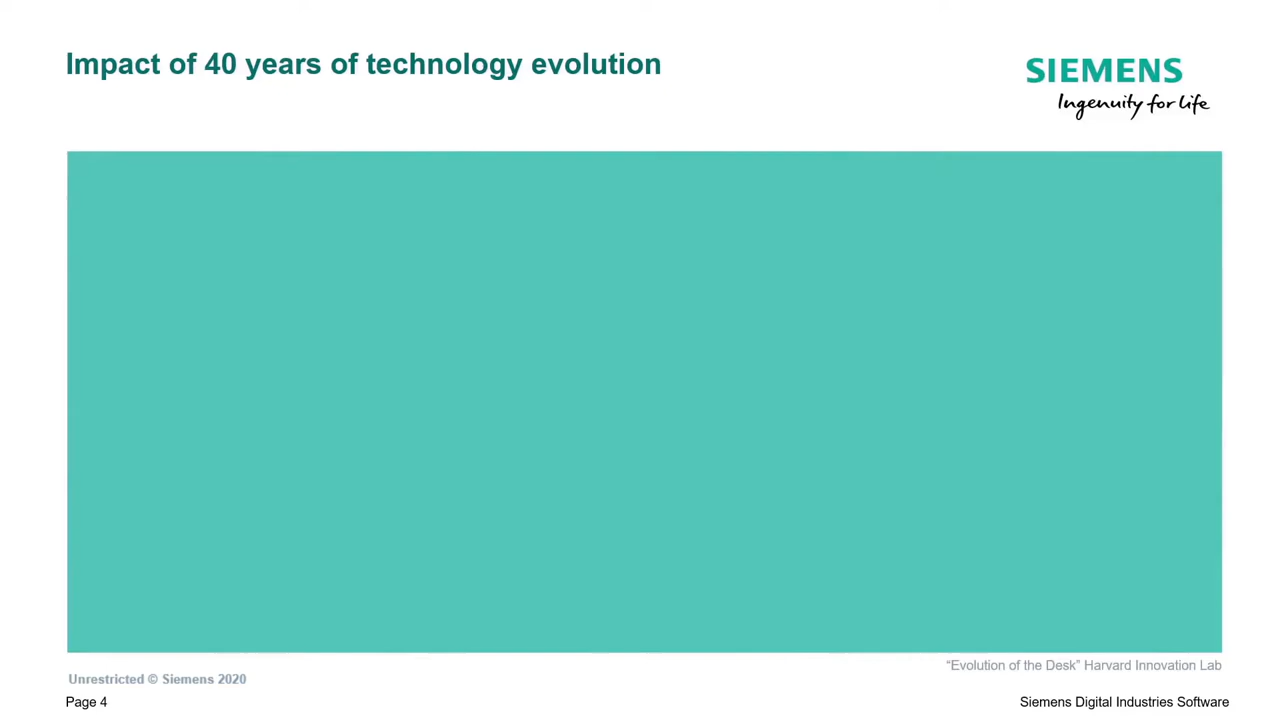 Impact of 40 years of technology evolution
SIEMENS
Ingenuity for life
“Evolution of the Desk” Harvard Innovation Lab
Unrestricted © Siemens 2020
Page 4
Siemens Digital Industries Software